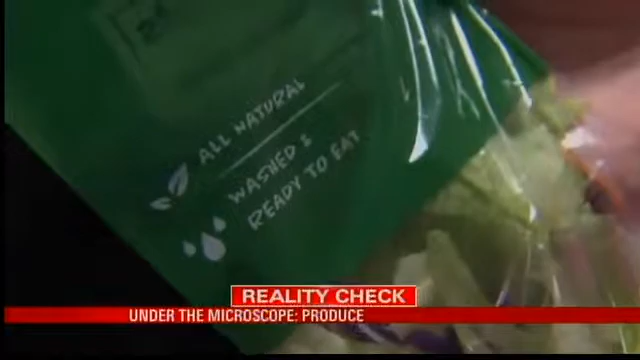 ALL NATURAL
WASHED &
READY TO EAT
REALITY CHECK
UNDER THE MICROSCOPE: PRODUCE